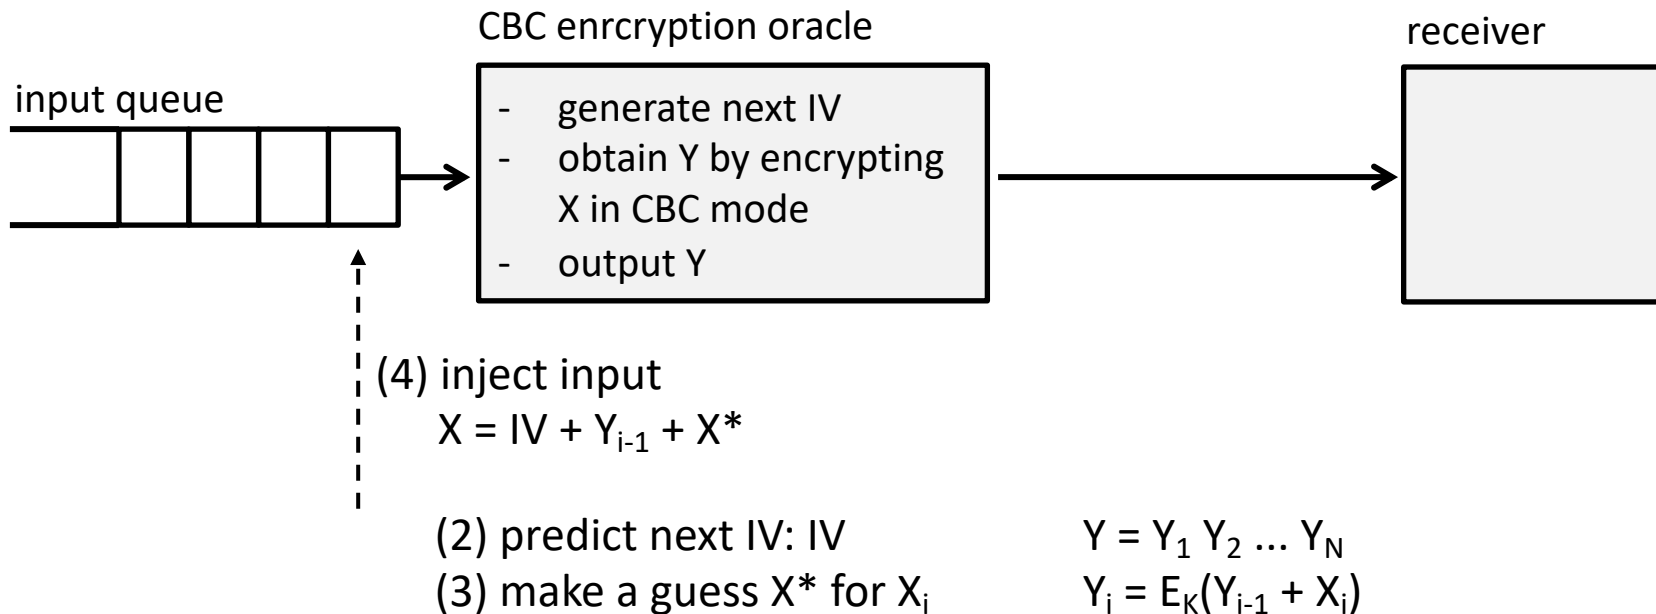 CBC enrcryption oracle
receiver
input queue
- generate next IV
- obtain Y by encrypting
X in CBC mode
- output Y
(4) inject input
X = IV + Y_{i-1} + X*
(2) predict next IV: IV
Y = Y_1 Y_2 ... Y_N
(3) make a guess X* for X_i
Y_i = E_K(Y_{i-1} + X_i)